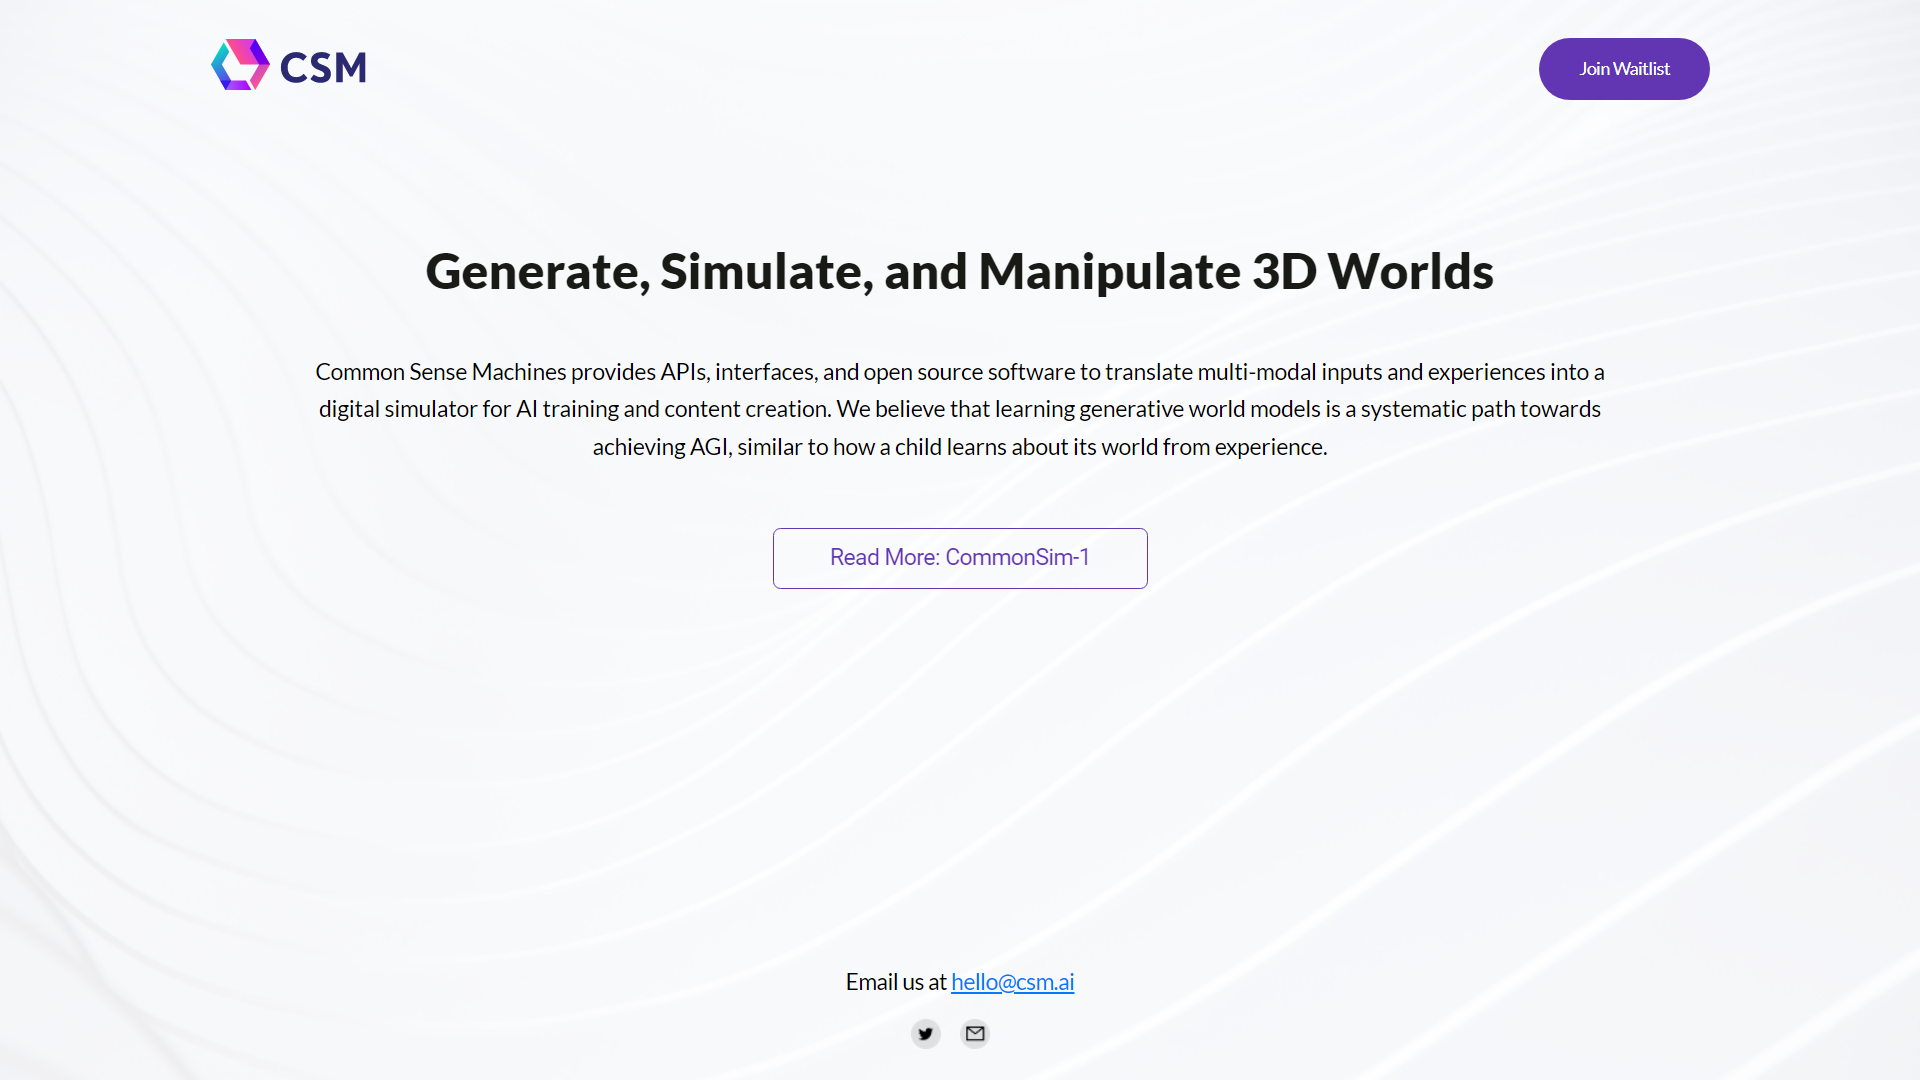 CSM
Join Waitlist
Generate, Simulate, and Manipulate 3D Worlds
Common Sense Machines provides APIs, interfaces, and open source software to translate multi-modal inputs and experiences into a
digital simulator for AI training and content creation. We believe that learning generative world models is a systematic path towards
achieving AGI, similar to how a child learns about its world from experience.
Read More: CommonSim-1
Email us at hello@csm.ai